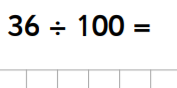 36 ÷ 100 =